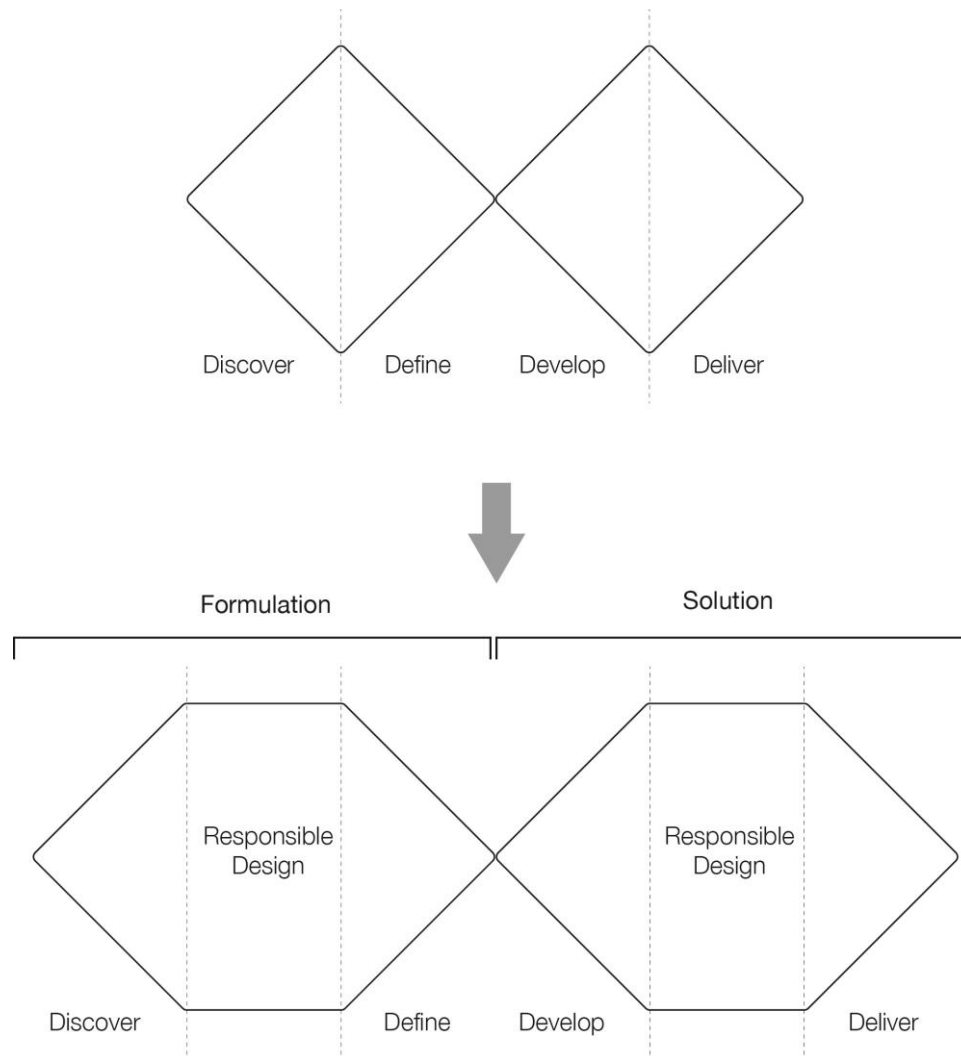 Discover
Define
Develop
Deliver
Formulation
Solution
Responsible
Design
Responsible
Design
Discover
Define
Develop
Deliver